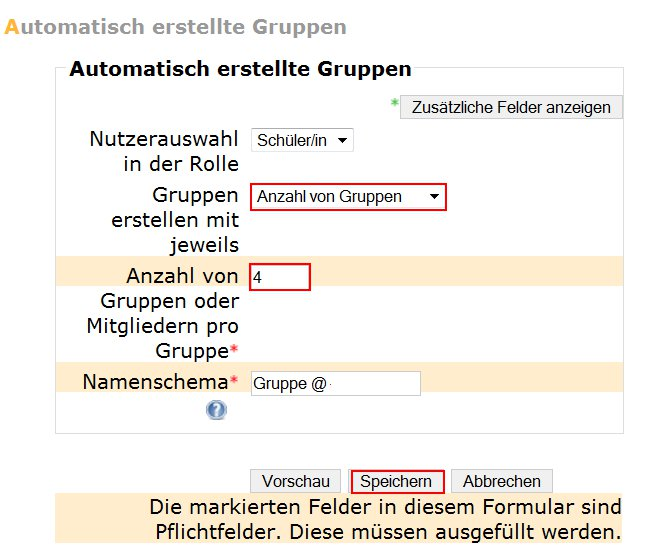 Automatisch erstellte Gruppen
Automatisch erstellte Gruppen
* Zusätzliche Felder anzeigen
Nutzerauswahl Schüler/in
in der Rolle
Gruppen Anzahl von Gruppen
erstellen mit
jeweils
Anzahl von 4
Gruppen oder
Mitgliedern pro
Gruppe*
Namenschema* Gruppe @
?
Vorschau Speichern Abbrechen
Die markierten Felder in diesem Formular sind
Pflichtfelder. Diese müssen ausgefüllt werden.